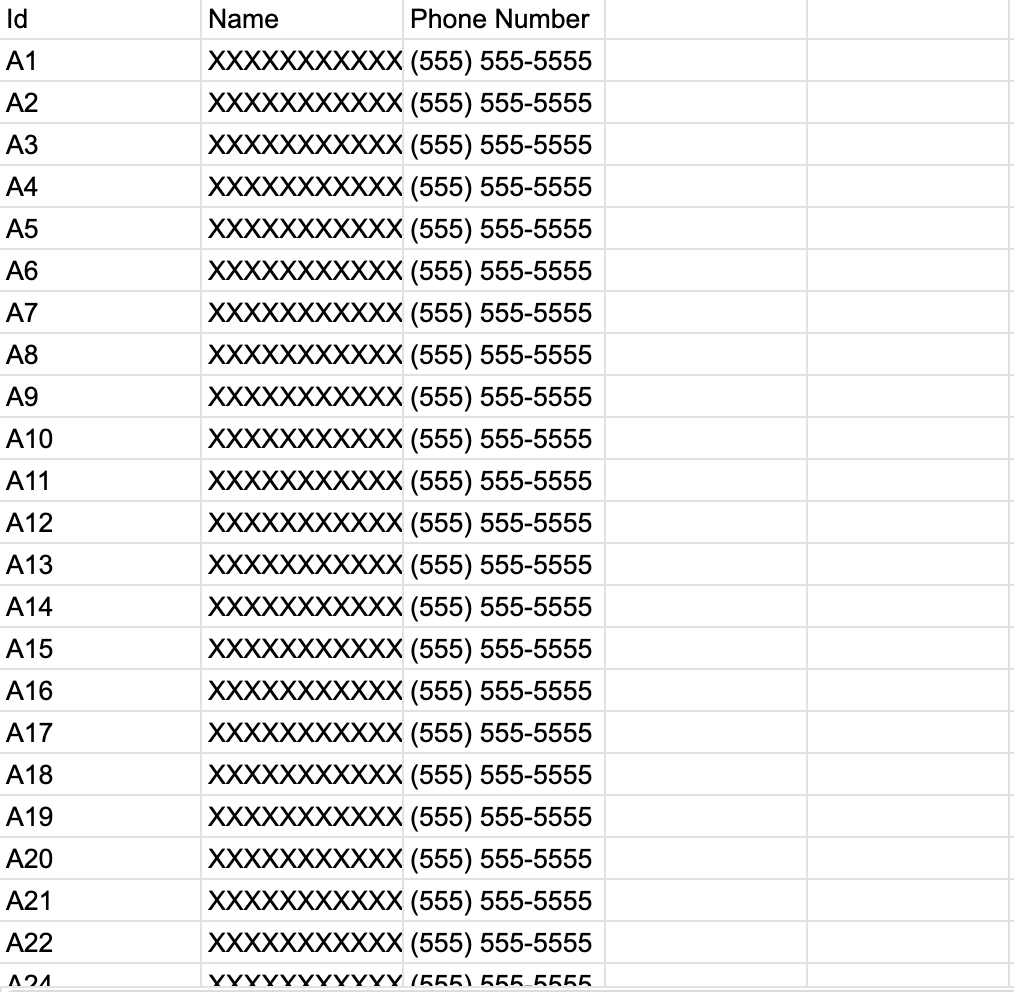 Id Name Phone Number
A1 XXXXXXXXXXX (555) 555-5555
A2 XXXXXXXXXXX (555) 555-5555
A3 XXXXXXXXXXX (555) 555-5555
A4 XXXXXXXXXXX (555) 555-5555
A5 XXXXXXXXXXX (555) 555-5555
A6 XXXXXXXXXXX (555) 555-5555
A7 XXXXXXXXXXX (555) 555-5555
A8 XXXXXXXXXXX (555) 555-5555
A9 XXXXXXXXXXX (555) 555-5555
A10 XXXXXXXXXXX (555) 555-5555
A11 XXXXXXXXXXX (555) 555-5555
A12 XXXXXXXXXXX (555) 555-5555
A13 XXXXXXXXXXX (555) 555-5555
A14 XXXXXXXXXXX (555) 555-5555
A15 XXXXXXXXXXX (555) 555-5555
A16 XXXXXXXXXXX (555) 555-5555
A17 XXXXXXXXXXX (555) 555-5555
A18 XXXXXXXXXXX (555) 555-5555
A19 XXXXXXXXXXX (555) 555-5555
A20 XXXXXXXXXXX (555) 555-5555
A21 XXXXXXXXXXX (555) 555-5555
A22 XXXXXXXXXXX (555) 555-5555
A24 XXXXXXXXXXX (555) 555-5555